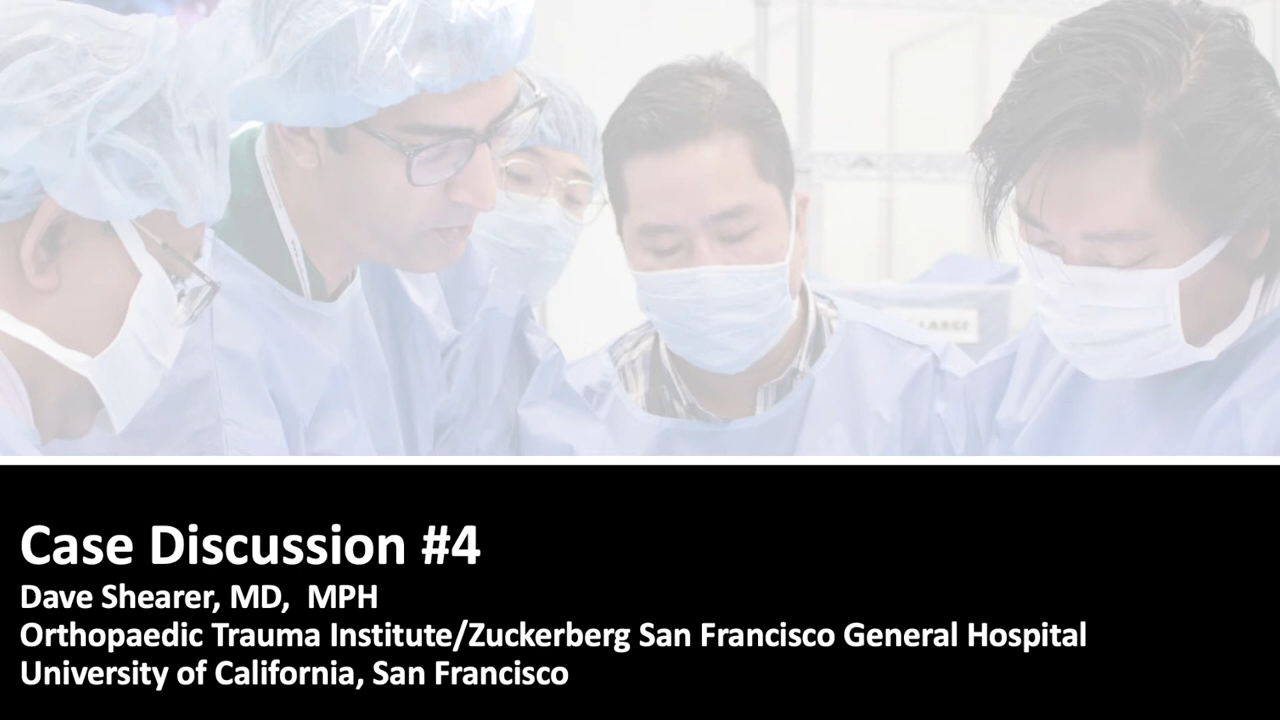 LARGE
Case Discussion #4
Dave Shearer, MD,  MPH
Orthopaedic Trauma Institute/Zuckerberg San Francisco General Hospital
University of California, San Francisco